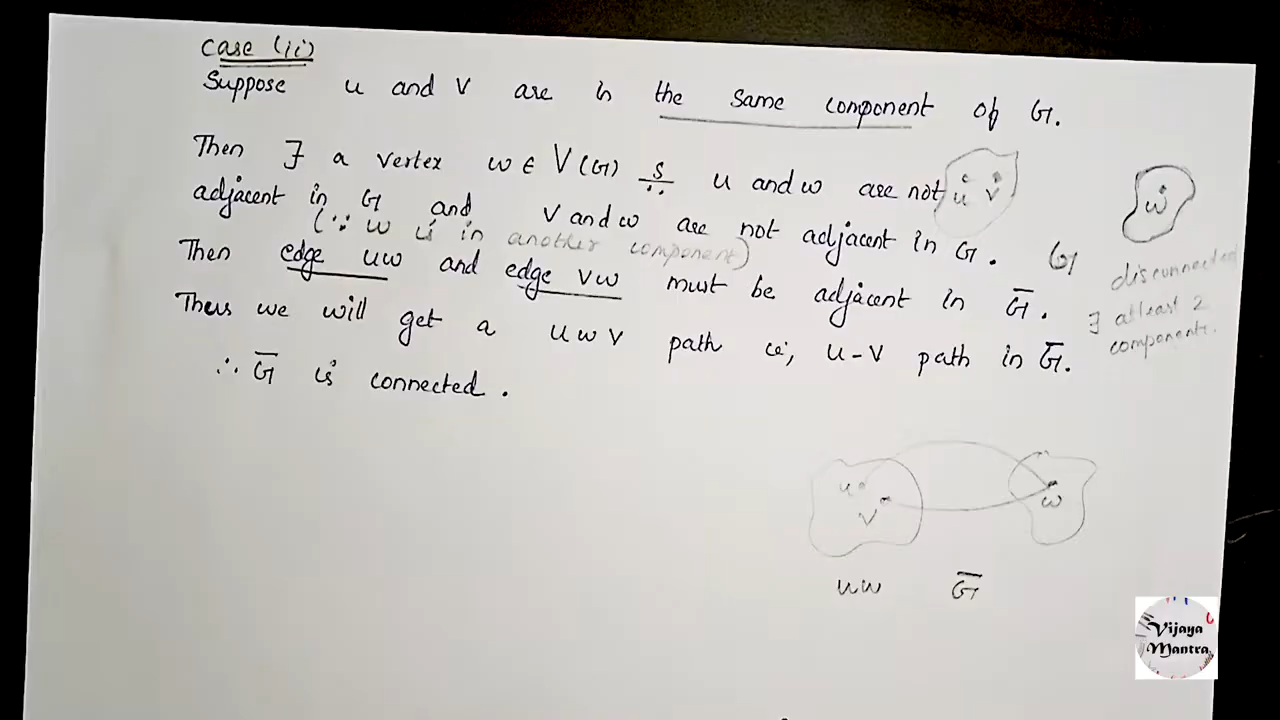 Case (ii)
Suppose u and v are in the same component of G.
Then ∃ a vertex w ∈ V(G) s∴ u and w are not
adjacent in G and v and w are not adjacent in G.
(∵ w is in another component)
Then edge uw and edge vw must be adjacent in G̅.
Thus we will get a u w v path ie, u-v path in G̅.
∴ G̅ is connected.
u v
w
G
disconnected
∃ atleast 2
components.
u
v
w
uw G̅
Vijaya
Mantra